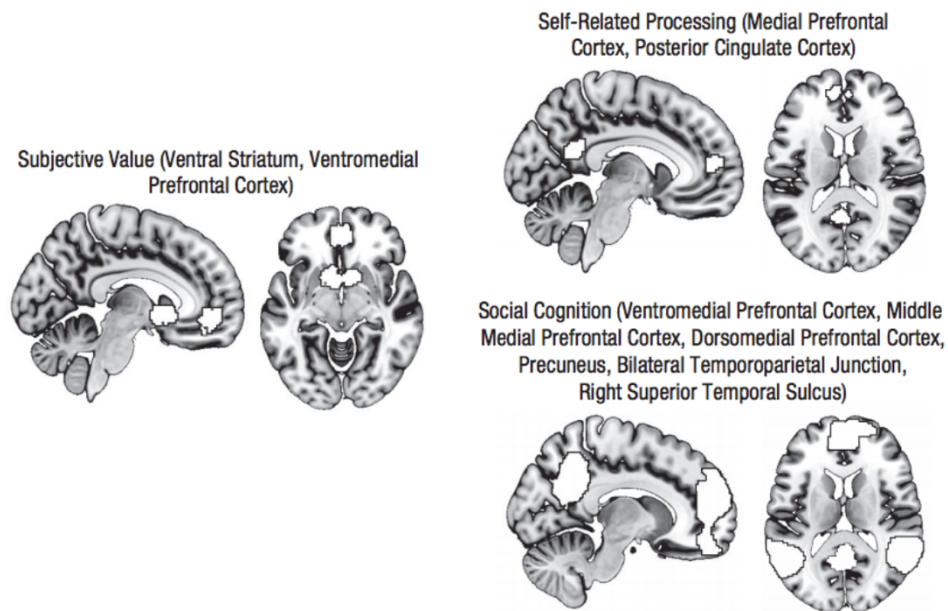 Subjective Value (Ventral Striatum, Ventromedial
Prefrontal Cortex)
Self-Related Processing (Medial Prefrontal
Cortex, Posterior Cingulate Cortex)
Social Cognition (Ventromedial Prefrontal Cortex, Middle
Medial Prefrontal Cortex, Dorsomedial Prefrontal Cortex,
Precuneus, Bilateral Temporoparietal Junction,
Right Superior Temporal Sulcus)